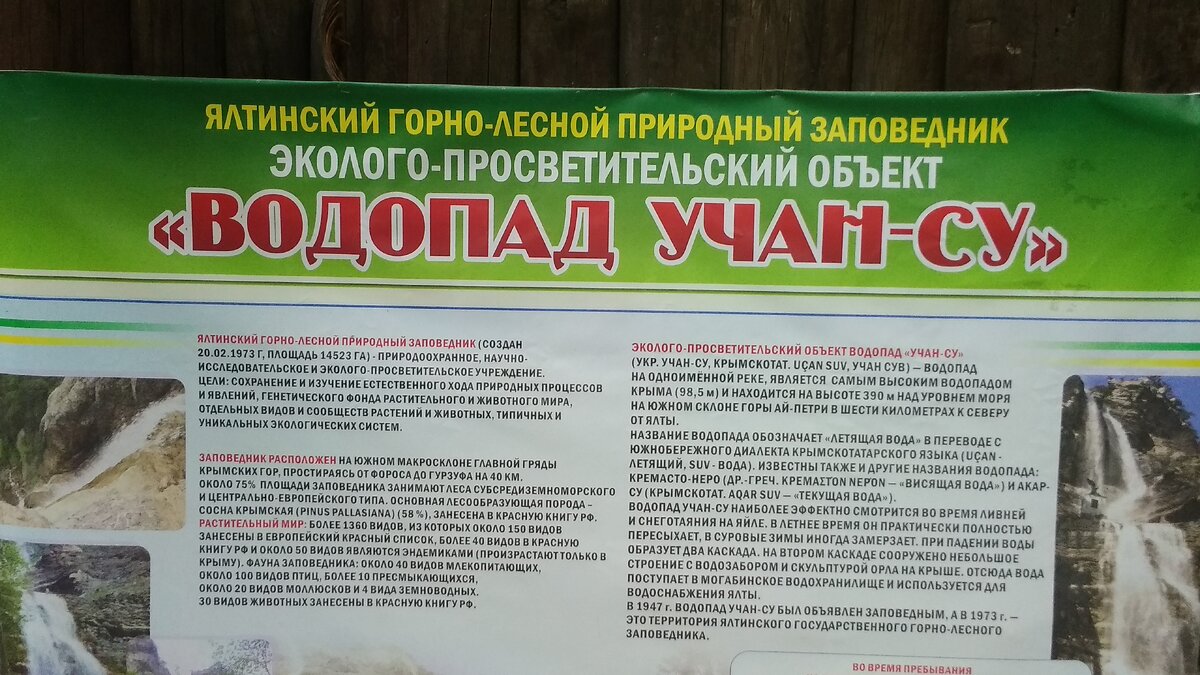 ЯЛТИНСКИЙ ГОРНО-ЛЕСНОЙ ПРИРОДНЫЙ ЗАПОВЕДНИК
ЭКОЛОГО-ПРОСВЕТИТЕЛЬСКИЙ ОБЪЕКТ
«ВОДОПАД УЧАН-СУ»
ЯЛТИНСКИЙ ГОРНО-ЛЕСНОЙ ПРИРОДНЫЙ ЗАПОВЕДНИК (СОЗДАН
20.02.1973 Г, ПЛОЩАДЬ 14523 ГА) - ПРИРОДООХРАННОЕ, НАУЧНО-
ИССЛЕДОВАТЕЛЬСКОЕ И ЭКОЛОГО-ПРОСВЕТИТЕЛЬСКОЕ УЧРЕЖДЕНИЕ.
ЦЕЛИ: СОХРАНЕНИЕ И ИЗУЧЕНИЕ ЕСТЕСТВЕННОГО ХОДА ПРИРОДНЫХ ПРОЦЕССОВ
И ЯВЛЕНИЙ, ГЕНЕТИЧЕСКОГО ФОНДА РАСТИТЕЛЬНОГО И ЖИВОТНОГО МИРА,
ОТДЕЛЬНЫХ ВИДОВ И СООБЩЕСТВ РАСТЕНИЙ И ЖИВОТНЫХ, ТИПИЧНЫХ И
УНИКАЛЬНЫХ ЭКОЛОГИЧЕСКИХ СИСТЕМ.
ЗАПОВЕДНИК РАСПОЛОЖЕН НА ЮЖНОМ МАКРОСКЛОНЕ ГЛАВНОЙ ГРЯДЫ
КРЫМСКИХ ГОР, ПРОСТИРАЯСЬ ОТ ФОРОСА ДО ГУРЗУФА НА 40 КМ.
ОКОЛО 75% ПЛОЩАДИ ЗАПОВЕДНИКА ЗАНИМАЮТ ЛЕСА СУБСРЕДИЗЕМНОМОРСКОГО
И ЦЕНТРАЛЬНО-ЕВРОПЕЙСКОГО ТИПА. ОСНОВНАЯ ЛЕСООБРАЗУЮЩАЯ ПОРОДА –
СОСНА КРЫМСКАЯ (PINUS PALLASIANA) (58 %), ЗАНЕСЕНА В КРАСНУЮ КНИГУ РФ.
РАСТИТЕЛЬНЫЙ МИР: БОЛЕЕ 1360 ВИДОВ, ИЗ КОТОРЫХ ОКОЛО 150 ВИДОВ
ЗАНЕСЕНЫ В ЕВРОПЕЙСКИЙ КРАСНЫЙ СПИСОК, БОЛЕЕ 40 ВИДОВ В КРАСНУЮ
КНИГУ РФ И ОКОЛО 50 ВИДОВ ЯВЛЯЮТСЯ ЭНДЕМИКАМИ (ПРОИЗРАСТАЮТ ТОЛЬКО В
КРЫМУ). ФАУНА ЗАПОВЕДНИКА: ОКОЛО 40 ВИДОВ МЛЕКОПИТАЮЩИХ,
ОКОЛО 100 ВИДОВ ПТИЦ, БОЛЕЕ 10 ПРЕСМЫКАЮЩИХСЯ,
ОКОЛО 20 ВИДОВ МОЛЛЮСКОВ И 4 ВИДА ЗЕМНОВОДНЫХ.
30 ВИДОВ ЖИВОТНЫХ ЗАНЕСЕНЫ В КРАСНУЮ КНИГУ РФ.
ЭКОЛОГО-ПРОСВЕТИТЕЛЬСКИЙ ОБЪЕКТ ВОДОПАД «УЧАН-СУ»
(УКР. УЧАН-СУ, КРЫМСКОТАТ. UÇAN SUV, УЧАН СУВ) — ВОДОПАД
НА ОДНОИМЁННОЙ РЕКЕ, ЯВЛЯЕТСЯ САМЫМ ВЫСОКИМ ВОДОПАДОМ
КРЫМА (98,5 м) И НАХОДИТСЯ НА ВЫСОТЕ 390 м НАД УРОВНЕМ МОРЯ
НА ЮЖНОМ СКЛОНЕ ГОРЫ АЙ-ПЕТРИ В ШЕСТИ КИЛОМЕТРАХ К СЕВЕРУ
ОТ ЯЛТЫ.
НАЗВАНИЕ ВОДОПАДА ОБОЗНАЧАЕТ «ЛЕТЯЩАЯ ВОДА» В ПЕРЕВОДЕ С
ЮЖНОБЕРЕЖНОГО ДИАЛЕКТА КРЫМСКОТАТАРСКОГО ЯЗЫКА (UÇAN -
ЛЕТЯЩИЙ, SUV - ВОДА). ИЗВЕСТНЫ ТАКЖЕ И ДРУГИЕ НАЗВАНИЯ ВОДОПАДА:
КРЕМАСТО-НЕРО (ДР.-ГРЕЧ. ΚΡΕΜΑΣΤΟΝ ΝΕΡΟΝ — «ВИСЯЩАЯ ВОДА») И АКАР-
СУ (КРЫМСКОТАТ. AQAR SUV — «ТЕКУЩАЯ ВОДА»).
ВОДОПАД УЧАН-СУ НАИБОЛЕЕ ЭФФЕКТНО СМОТРИТСЯ ВО ВРЕМЯ ЛИВНЕЙ
И СНЕГОТАЯНИЯ НА ЯЙЛЕ. В ЛЕТНЕЕ ВРЕМЯ ОН ПРАКТИЧЕСКИ ПОЛНОСТЬЮ
ПЕРЕСЫХАЕТ, В СУРОВЫЕ ЗИМЫ ИНОГДА ЗАМЕРЗАЕТ. ПРИ ПАДЕНИИ ВОДЫ
ОБРАЗУЕТ ДВА КАСКАДА. НА ВТОРОМ КАСКАДЕ СООРУЖЕНО НЕБОЛЬШОЕ
СТРОЕНИЕ С ВОДОЗАБОРОМ И СКУЛЬПТУРОЙ ОРЛА НА КРЫШЕ. ОТСЮДА ВОДА
ПОСТУПАЕТ В МОГАБИНСКОЕ ВОДОХРАНИЛИЩЕ И ИСПОЛЬЗУЕТСЯ ДЛЯ
ВОДОСНАБЖЕНИЯ ЯЛТЫ.
В 1947 г. ВОДОПАД УЧАН-СУ БЫЛ ОБЪЯВЛЕН ЗАПОВЕДНЫМ, А В 1973 г. —
ЭТО ТЕРРИТОРИЯ ЯЛТИНСКОГО ГОСУДАРСТВЕННОГО ГОРНО-ЛЕСНОГО
ЗАПОВЕДНИКА.
ВО ВРЕМЯ ПРЕБЫВАНИЯ